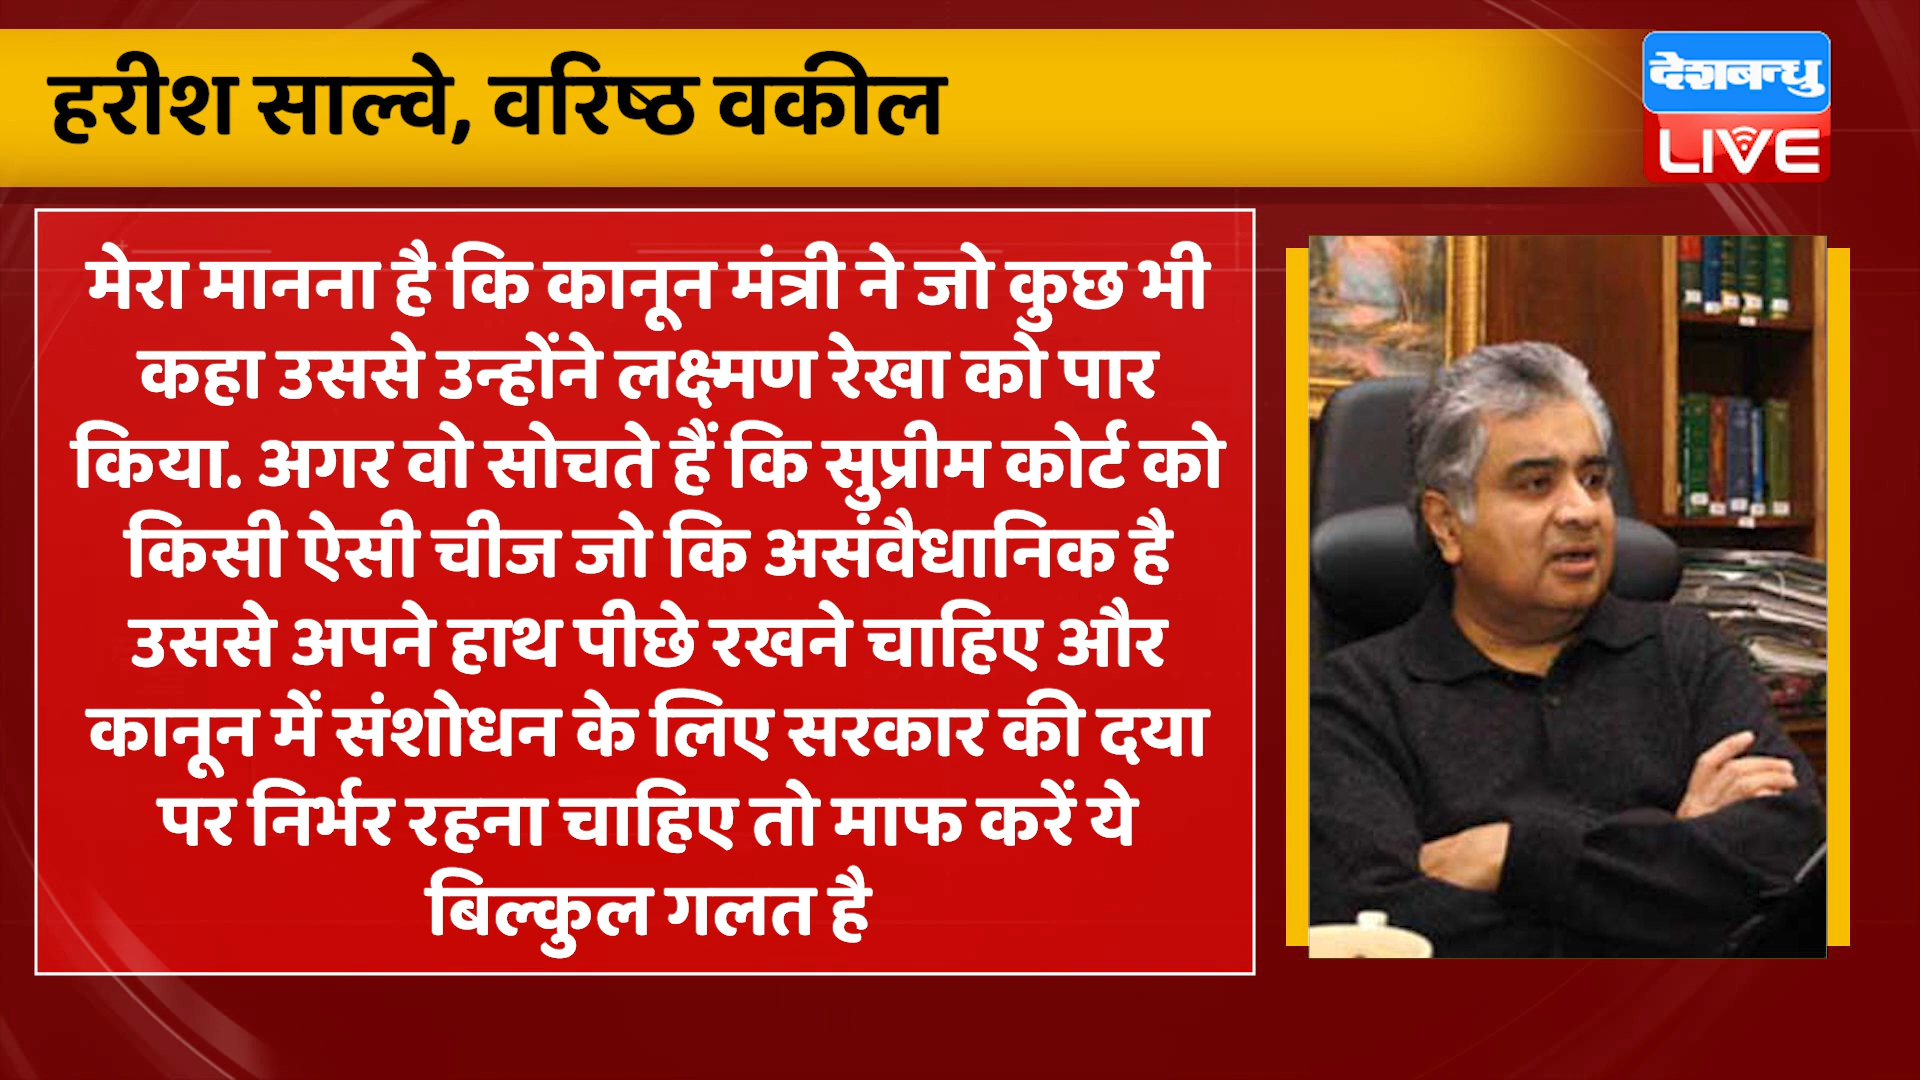 हरीश साल्वे, वरिष्ठ वकील
देशबन्धु
LIVE
मेरा मानना है कि कानून मंत्री ने जो कुछ भी
कहा उससे उन्होंने लक्ष्मण रेखा को पार
किया. अगर वो सोचते हैं कि सुप्रीम कोर्ट को
किसी ऐसी चीज जो कि असंवैधानिक है
उससे अपने हाथ पीछे रखने चाहिए और
कानून में संशोधन के लिए सरकार की दया
पर निर्भर रहना चाहिए तो माफ करें ये
बिल्कुल गलत है